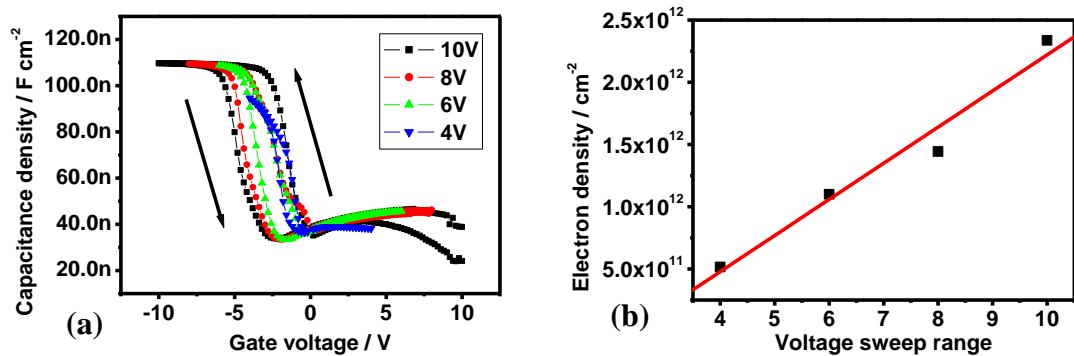 120.0n
100.0n
80.0n
60.0n
40.0n
20.0n
Capacitance density / F cm-2
10V
8V
6V
4V
-10 -5 0 5 10
(a) Gate voltage / V
2.5x10^12
2.0x10^12
1.5x10^12
1.0x10^12
5.0x10^11
Electron density / cm-2
4 5 6 7 8 9 10
(b) Voltage sweep range